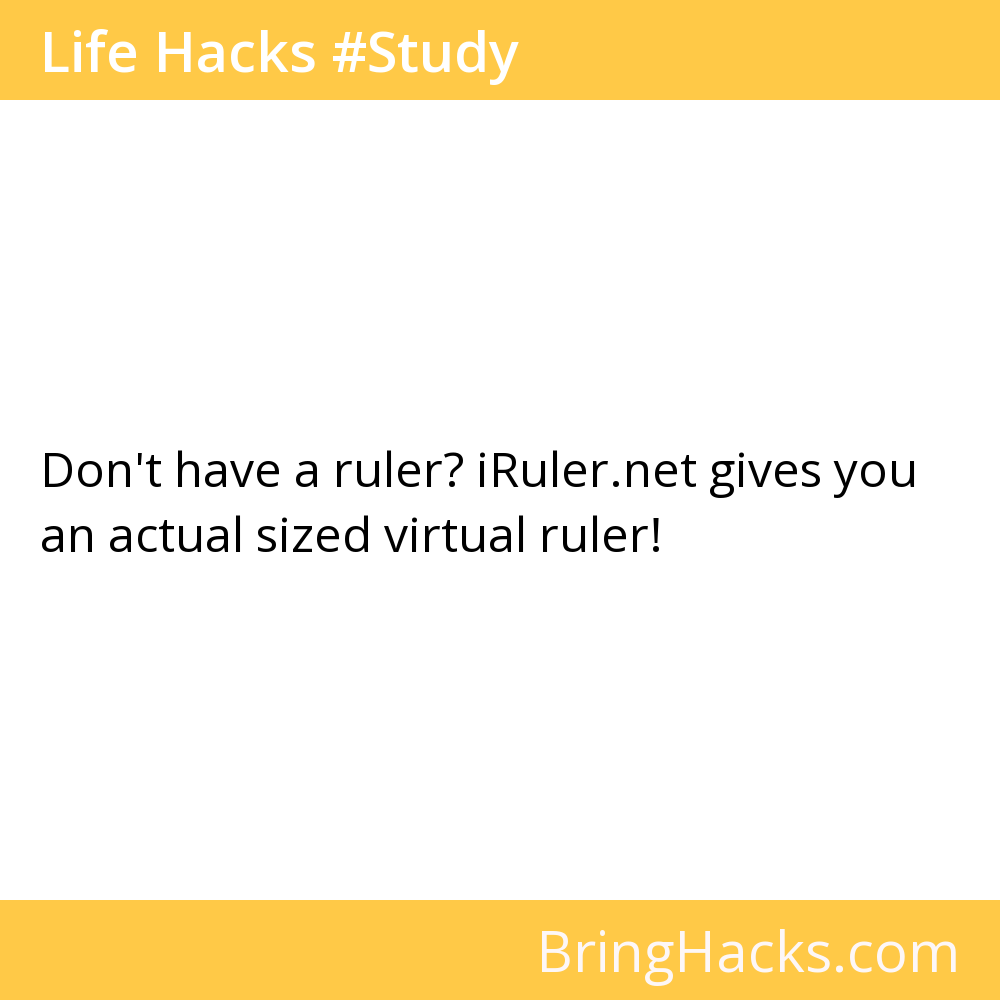 Life Hacks #Study
Don't have a ruler? iRuler.net gives you
an actual sized virtual ruler!
BringHacks.com